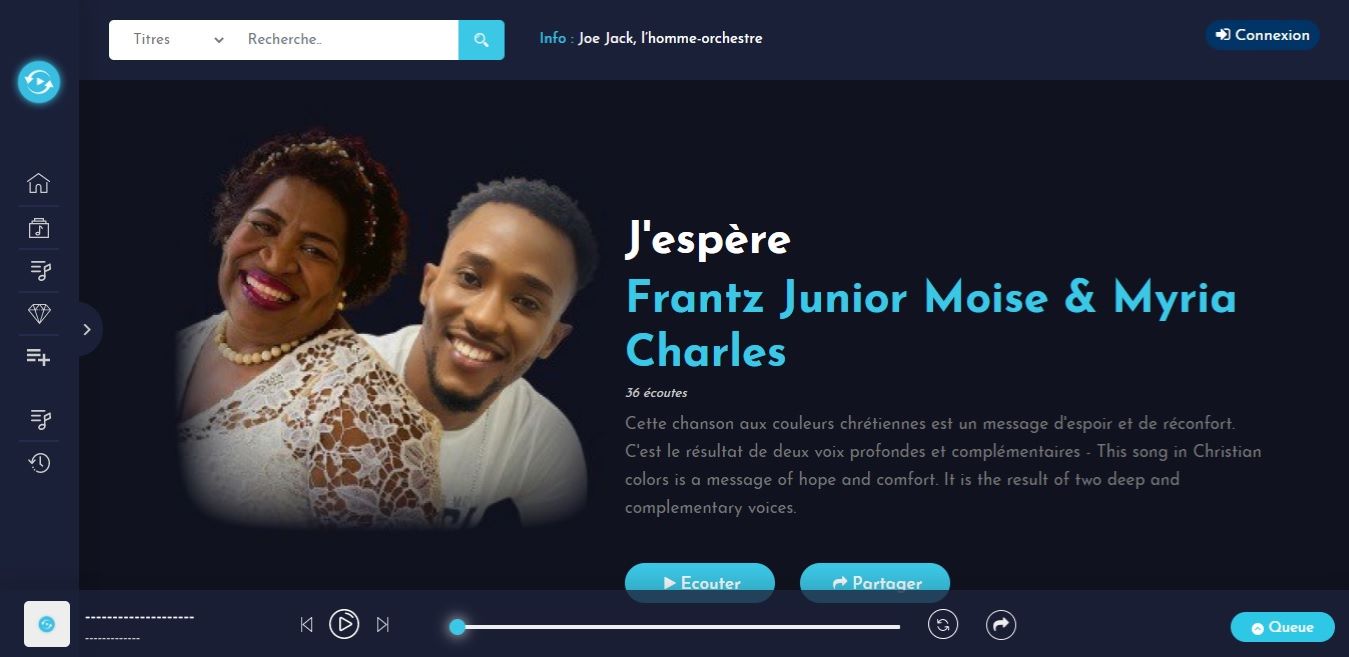 Titres
Recherche..
Info : Joe Jack, l'homme-orchestre
Connexion
J'espère
Frantz Junior Moise & Myria
Charles
36 écoutes
Cette chanson aux couleurs chrétiennes est un message d'espoir et de réconfort.
C'est le résultat de deux voix profondes et complémentaires - This song in Christian
colors is a message of hope and comfort. It is the result of two deep and
complementary voices.
Ecouter
Partager
--------------------
-------------
Queue